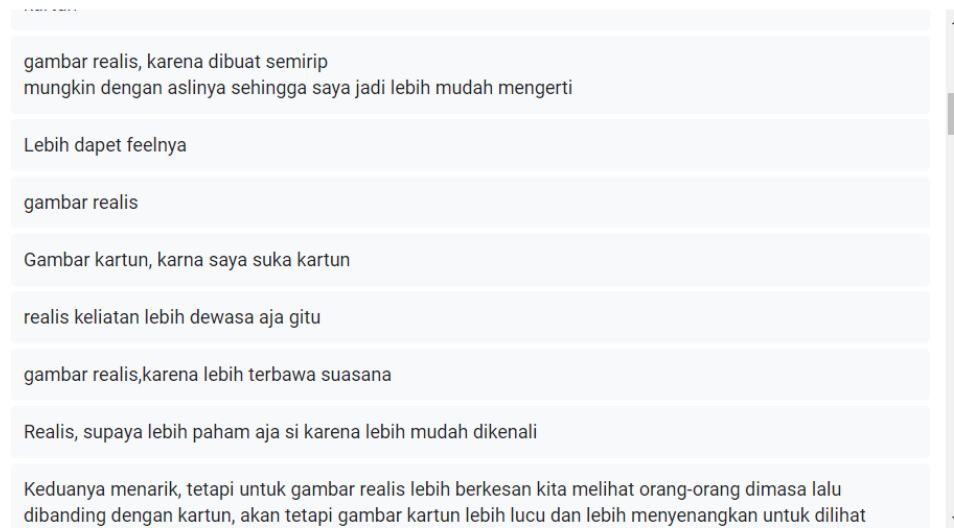 gambar realis, karena dibuat semirip
mungkin dengan aslinya sehingga saya jadi lebih mudah mengerti
Lebih dapet feelnya
gambar realis
Gambar kartun, karna saya suka kartun
realis keliatan lebih dewasa aja gitu
gambar realis,karena lebih terbawa suasana
Realis, supaya lebih paham aja si karena lebih mudah dikenali
Keduanya menarik, tetapi untuk gambar realis lebih berkesan kita melihat orang-orang dimasa lalu
dibanding dengan kartun, akan tetapi gambar kartun lebih lucu dan lebih menyenangkan untuk dilihat